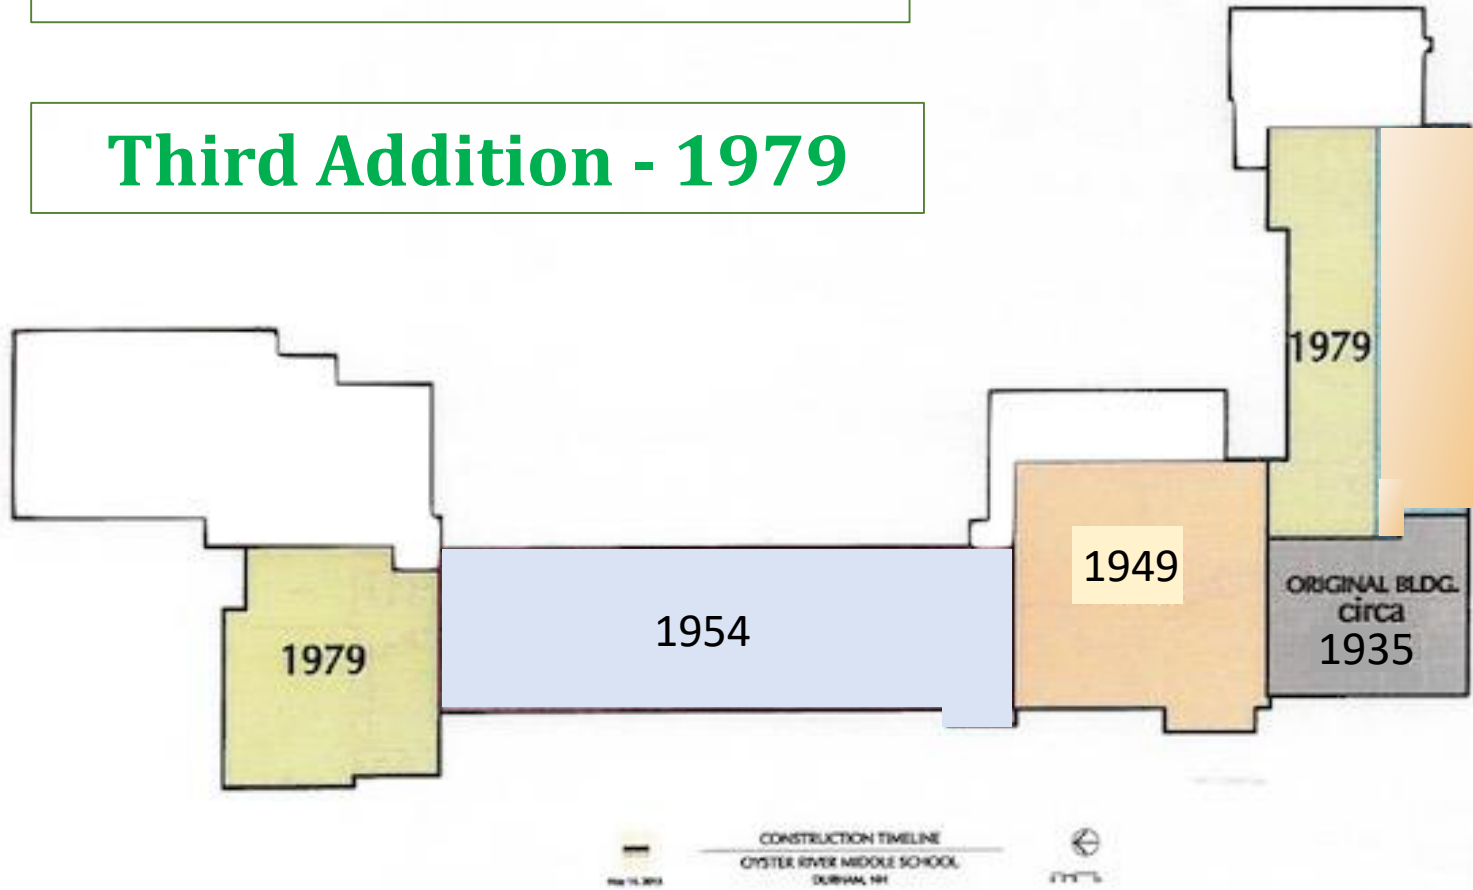 Third Addition - 1979
1979
1949
ORIGINAL BLDG.
circa
1935
1954
1979
CONSTRUCTION TIMELINE
OYSTER RIVER MIDDLE SCHOOL
DURHAM, NH